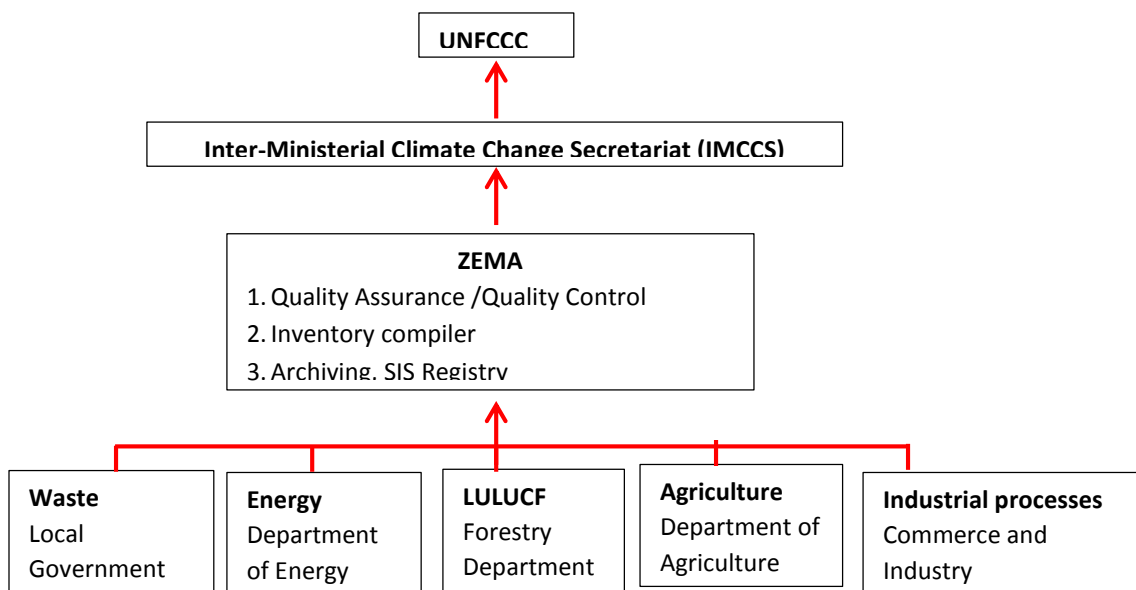 UNFCCC
Inter-Ministerial Climate Change Secretariat (IMCCS)
ZEMA
1. Quality Assurance /Quality Control
2. Inventory compiler
3. Archiving, SIS Registry
Waste
Local
Government
Energy
Department
of Energy
LULUCF
Forestry
Department
Agriculture
Department of
Agriculture
Industrial processes
Commerce and
Industry